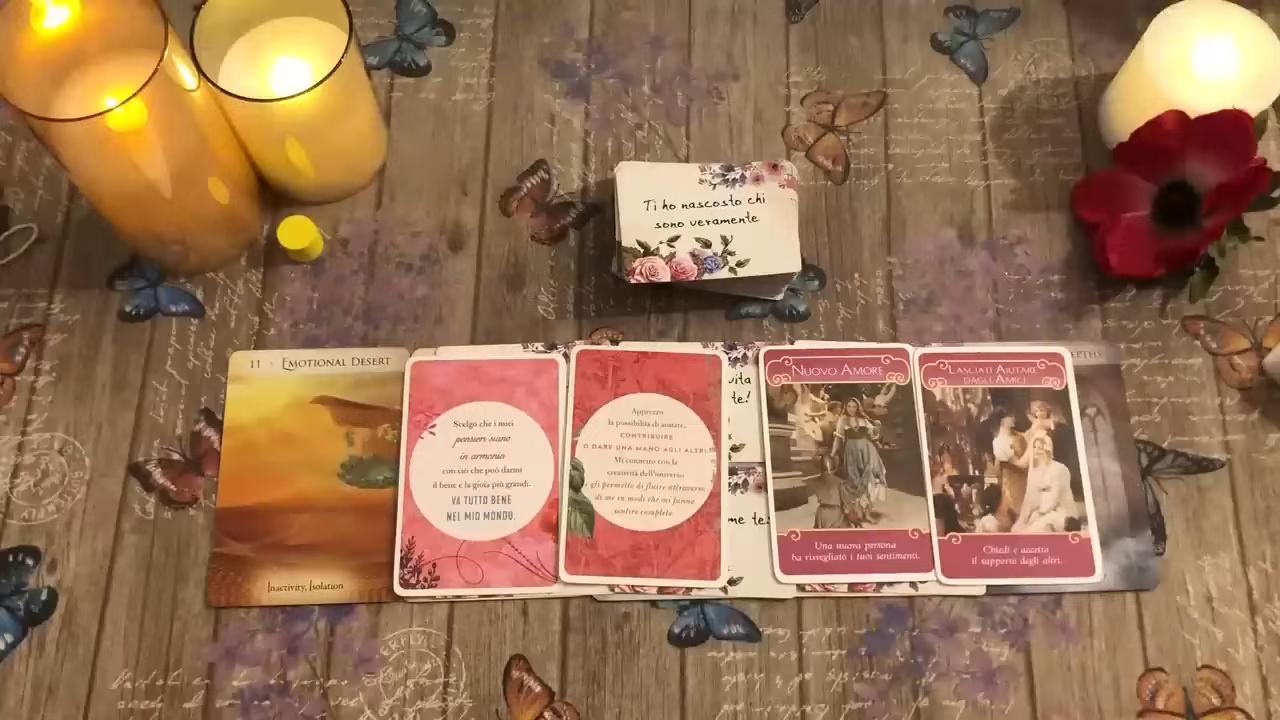 Ti ho nascosto chi
sono veramente
11 · EMOTIONAL DESERT
Inactivity, Isolation
Scelgo che i miei
pensieri siano
in armonia
con ciò che può darmi
il bene e la gioia più grandi.
VA TUTTO BENE
NEL MIO MONDO.
Apprezzo
la possibilità di aiutare,
CONTRIBUIRE
O DARE UNA MANO AGLI ALTRI.
Mi connetto con la
creatività dell'universo
e gli permetto di fluire attraverso
di me in modi che mi fanno
sentire completo.
vita
te!
me te
NUOVO AMORE
Una nuova persona
ha risvegliato i tuoi sentimenti.
LASCIATI AIUTARE
DAGLI AMICI
Chiedi e accetta
il supporto degli altri.